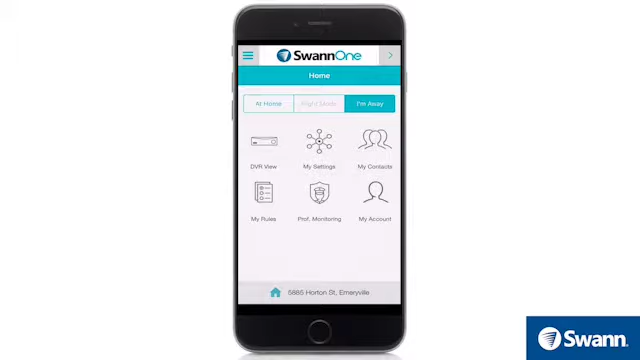 SwannOne
Home
At Home Night Mode I'm Away
DVR View My Settings My Contacts
My Rules Prof. Monitoring My Account
5885 Horton St, Emeryville
Swann